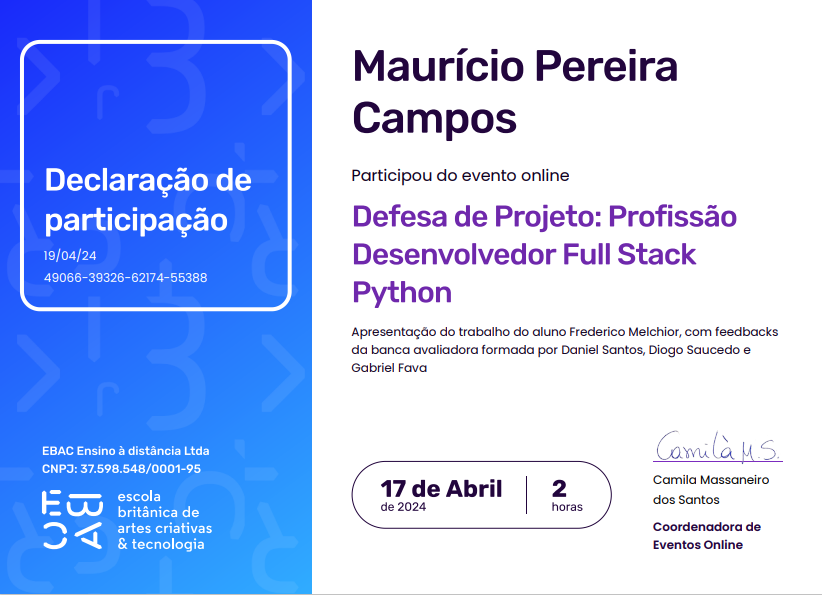 Declaração de
participação
19/04/24
49066-39326-62174-55388
EBAC Ensino à distância Ltda
CNPJ: 37.598.548/0001-95
EBAC
escola
britânica de
artes criativas
& tecnologia
Maurício Pereira
Campos
Participou do evento online
Defesa de Projeto: Profissão
Desenvolvedor Full Stack
Python
Apresentação do trabalho do aluno Frederico Melchior, com feedbacks
da banca avaliadora formada por Daniel Santos, Diogo Saucedo e
Gabriel Fava
17 de Abril
de 2024
2
horas
Camila M.S.
Camila Massaneiro
dos Santos
Coordenadora de
Eventos Online